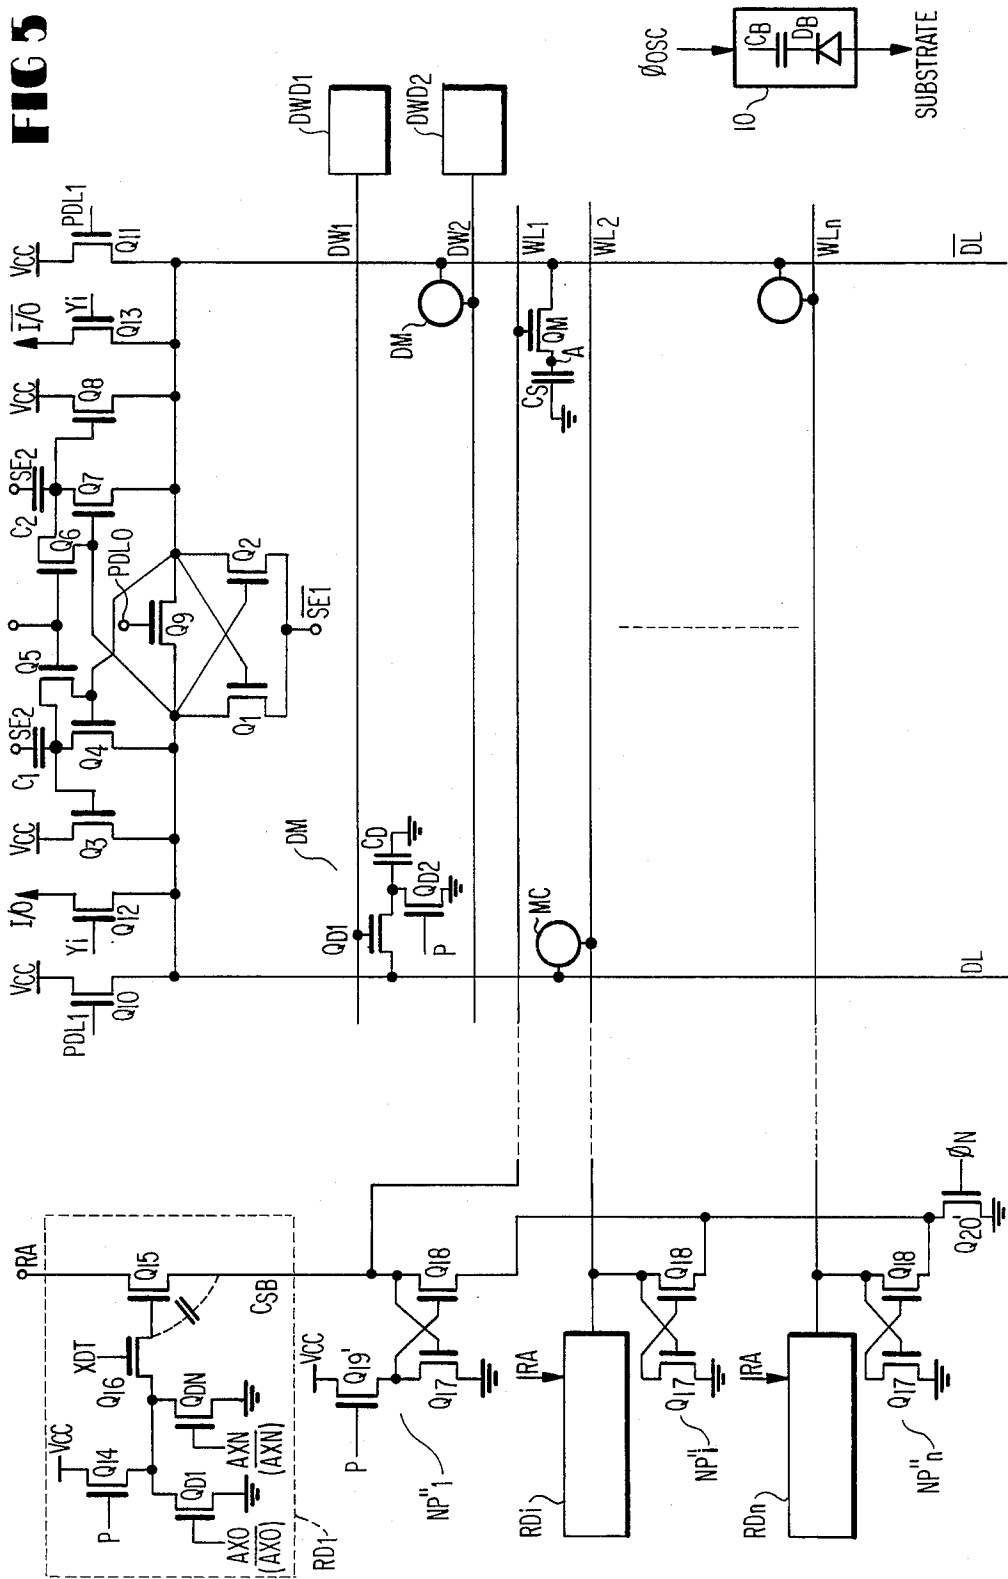 FIG 5
VCC
PDL1
Q10
I/O
Yi
Q12
VCC
Q3
C1
SE2
Q4
Q5
Q6
C2
SE2
Q7
VCC
Q8
I/O
Yi
Q13
VCC
PDL1
Q11
PDL0
Q9
Q1
Q2
SE1
DM
QD1
CD
QD2
P
DW1
DWD1
DW2
DWD2
DM
WL1
WL2
WLn
QM
A
CS
MC
DL
DL
ØOSC
CB
DB
10
SUBSTRATE
RA
Q15
CSB
XDT
Q16
VCC
Q14
P
QD1
QDN
AX0
(AX0)
AXN
(AXN)
RD1
VCC
Q19'
P
Q18
Q17
NP"1
RA
RDi
Q18
Q17
NP"i
RA
RDn
Q18
Q17
NP"n
Q20
ØN